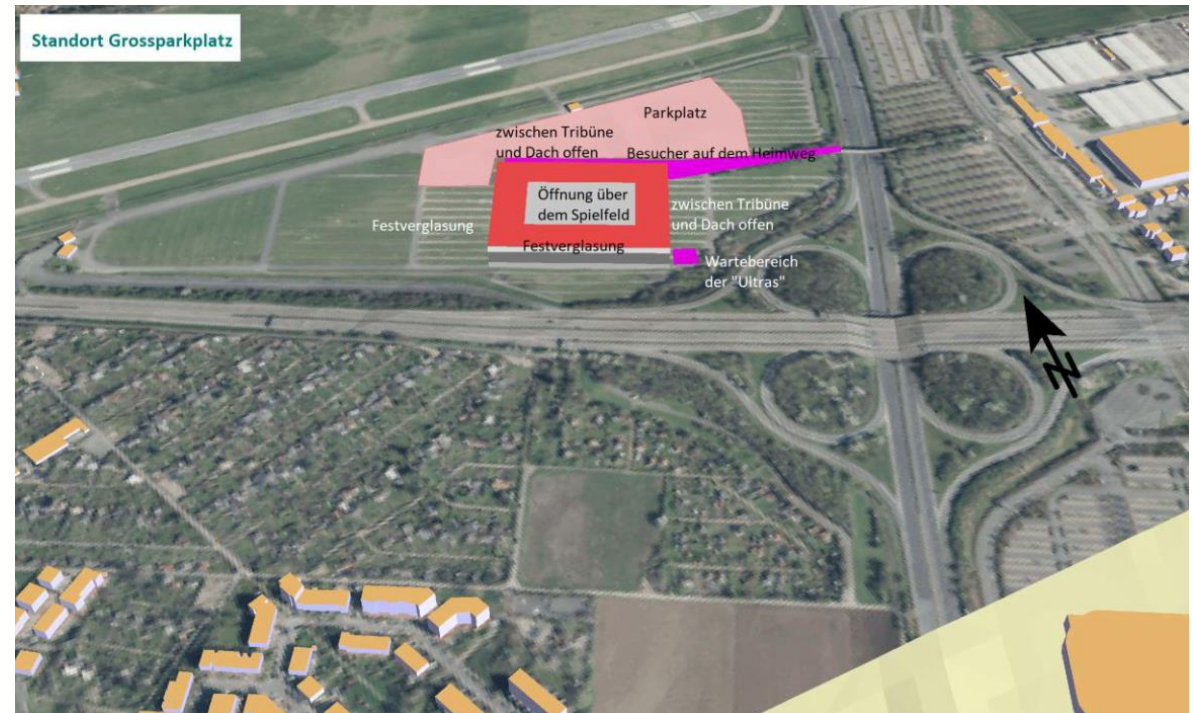 Standort Grossparkplatz
Parkplatz
zwischen Tribüne
und Dach offen
Besucher auf dem Heimweg
Öffnung über
dem Spielfeld
zwischen Tribüne
und Dach offen
Festverglasung
Festverglasung
Wartebereich
der "Ultras"
N